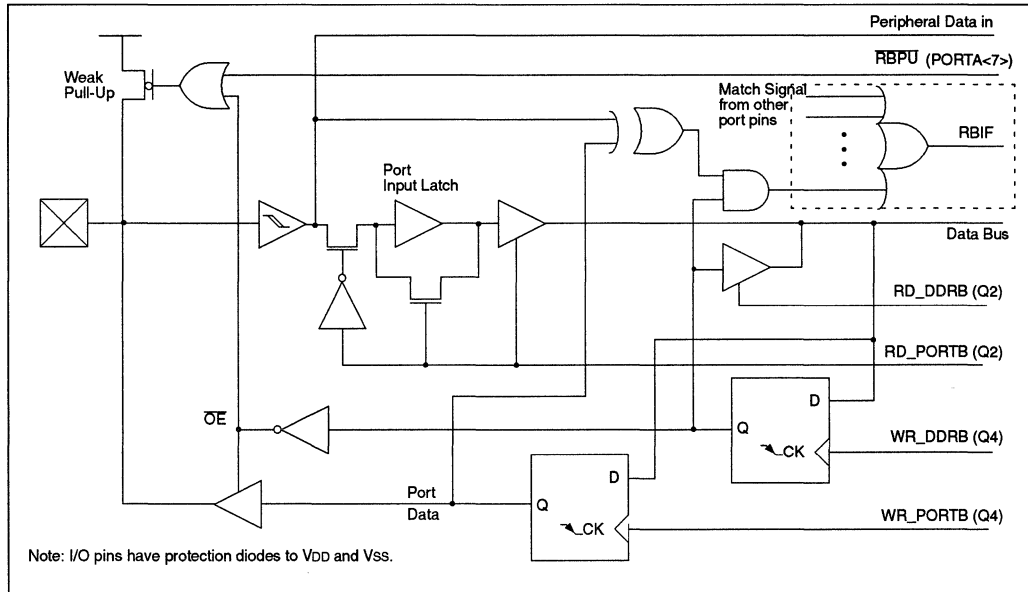 Peripheral Data in
RBPU (PORTA<7>)
Weak
Pull-Up
Match Signal
from other
port pins
RBIF
Port
Input Latch
Data Bus
RD_DDRB (Q2)
RD_PORTB (Q2)
D
OE
Q
CK
WR_DDRB (Q4)
Port
Data
D
Q
CK
WR_PORTB (Q4)
Note: I/O pins have protection diodes to VDD and VSS.